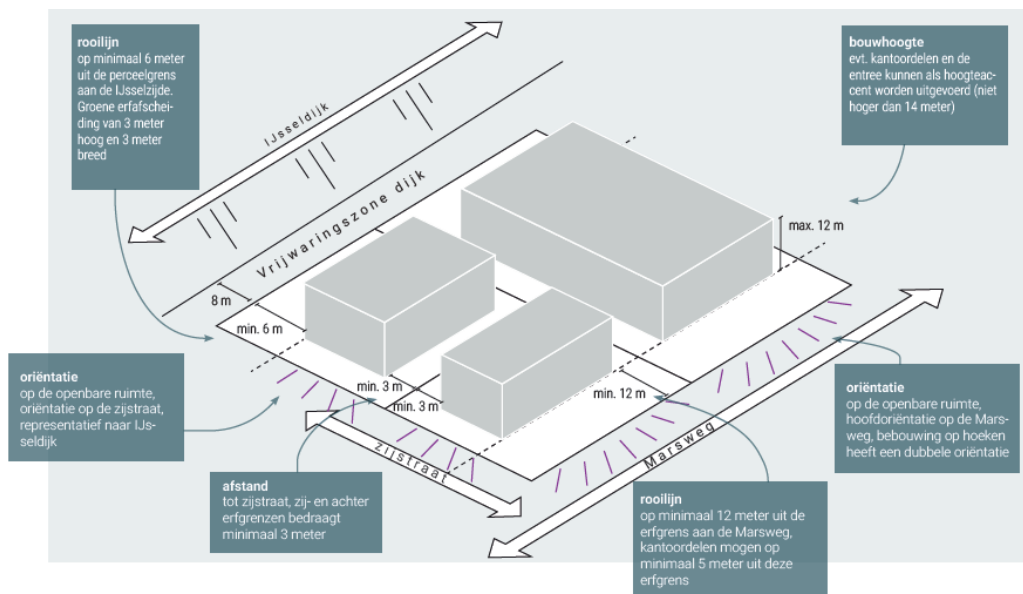 rooilijn
op minimaal 6 meter
uit de perceelgrens
aan de IJsselzijde.
Groene erfafschei-
ding van 3 meter
hoog en 3 meter
breed
bouwhoogte
evt. kantoordelen en de
entree kunnen als hoogteac-
cent worden uitgevoerd (niet
hoger dan 14 meter)
IJsseldijk
Vrijwaringszone dijk
max. 12 m
8 m
min. 6 m
min. 3 m
min. 3 m
min. 12 m
oriëntatie
op de openbare ruimte,
oriëntatie op de zijstraat,
representatief naar IJs-
seldijk
oriëntatie
op de openbare ruimte,
hoofdoriëntatie op de Mars-
weg, bebouwing op hoeken
heeft een dubbele oriëntatie
zijstraat
Marsweg
afstand
tot zijstraat, zij- en achter
erfgrenzen bedraagt
minimaal 3 meter
rooilijn
op minimaal 12 meter uit de
erfgrens aan de Marsweg,
kantoordelen mogen op
minimaal 5 meter uit deze
erfgrens